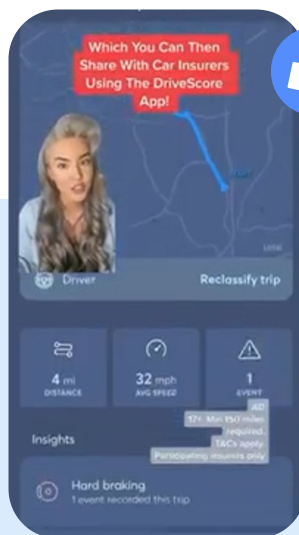 Which You Can Then
Share With Car Insurers
Using The DriveScore
App!
Driver
Reclassify trip
4 mi
DISTANCE
32 mph
AVG SPEED
1
EVENT
AD
17+. Min 150 miles
required.
T&Cs apply.
Participating insurers only
Insights
Hard braking
1 event recorded this trip